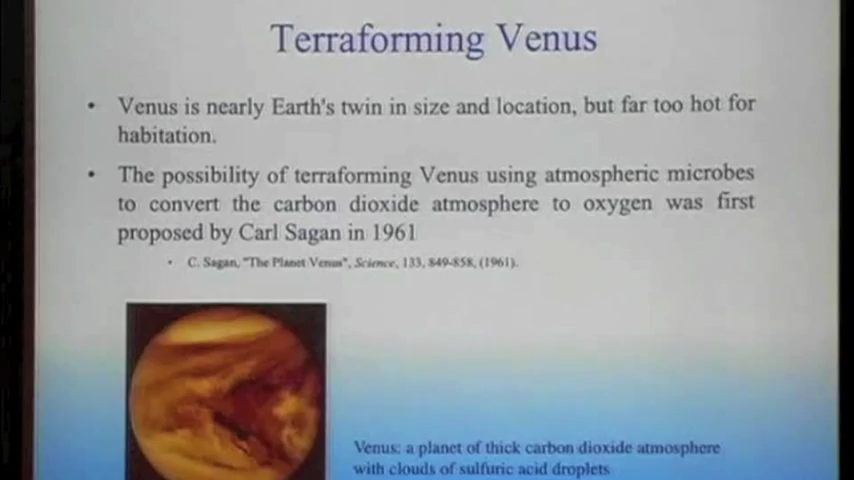 Terraforming Venus
• Venus is nearly Earth's twin in size and location, but far too hot for
habitation.
• The possibility of terraforming Venus using atmospheric microbes
to convert the carbon dioxide atmosphere to oxygen was first
proposed by Carl Sagan in 1961
• C. Sagan, "The Planet Venus", Science, 133, 849-858, (1961).
Venus: a planet of thick carbon dioxide atmosphere
with clouds of sulfuric acid droplets